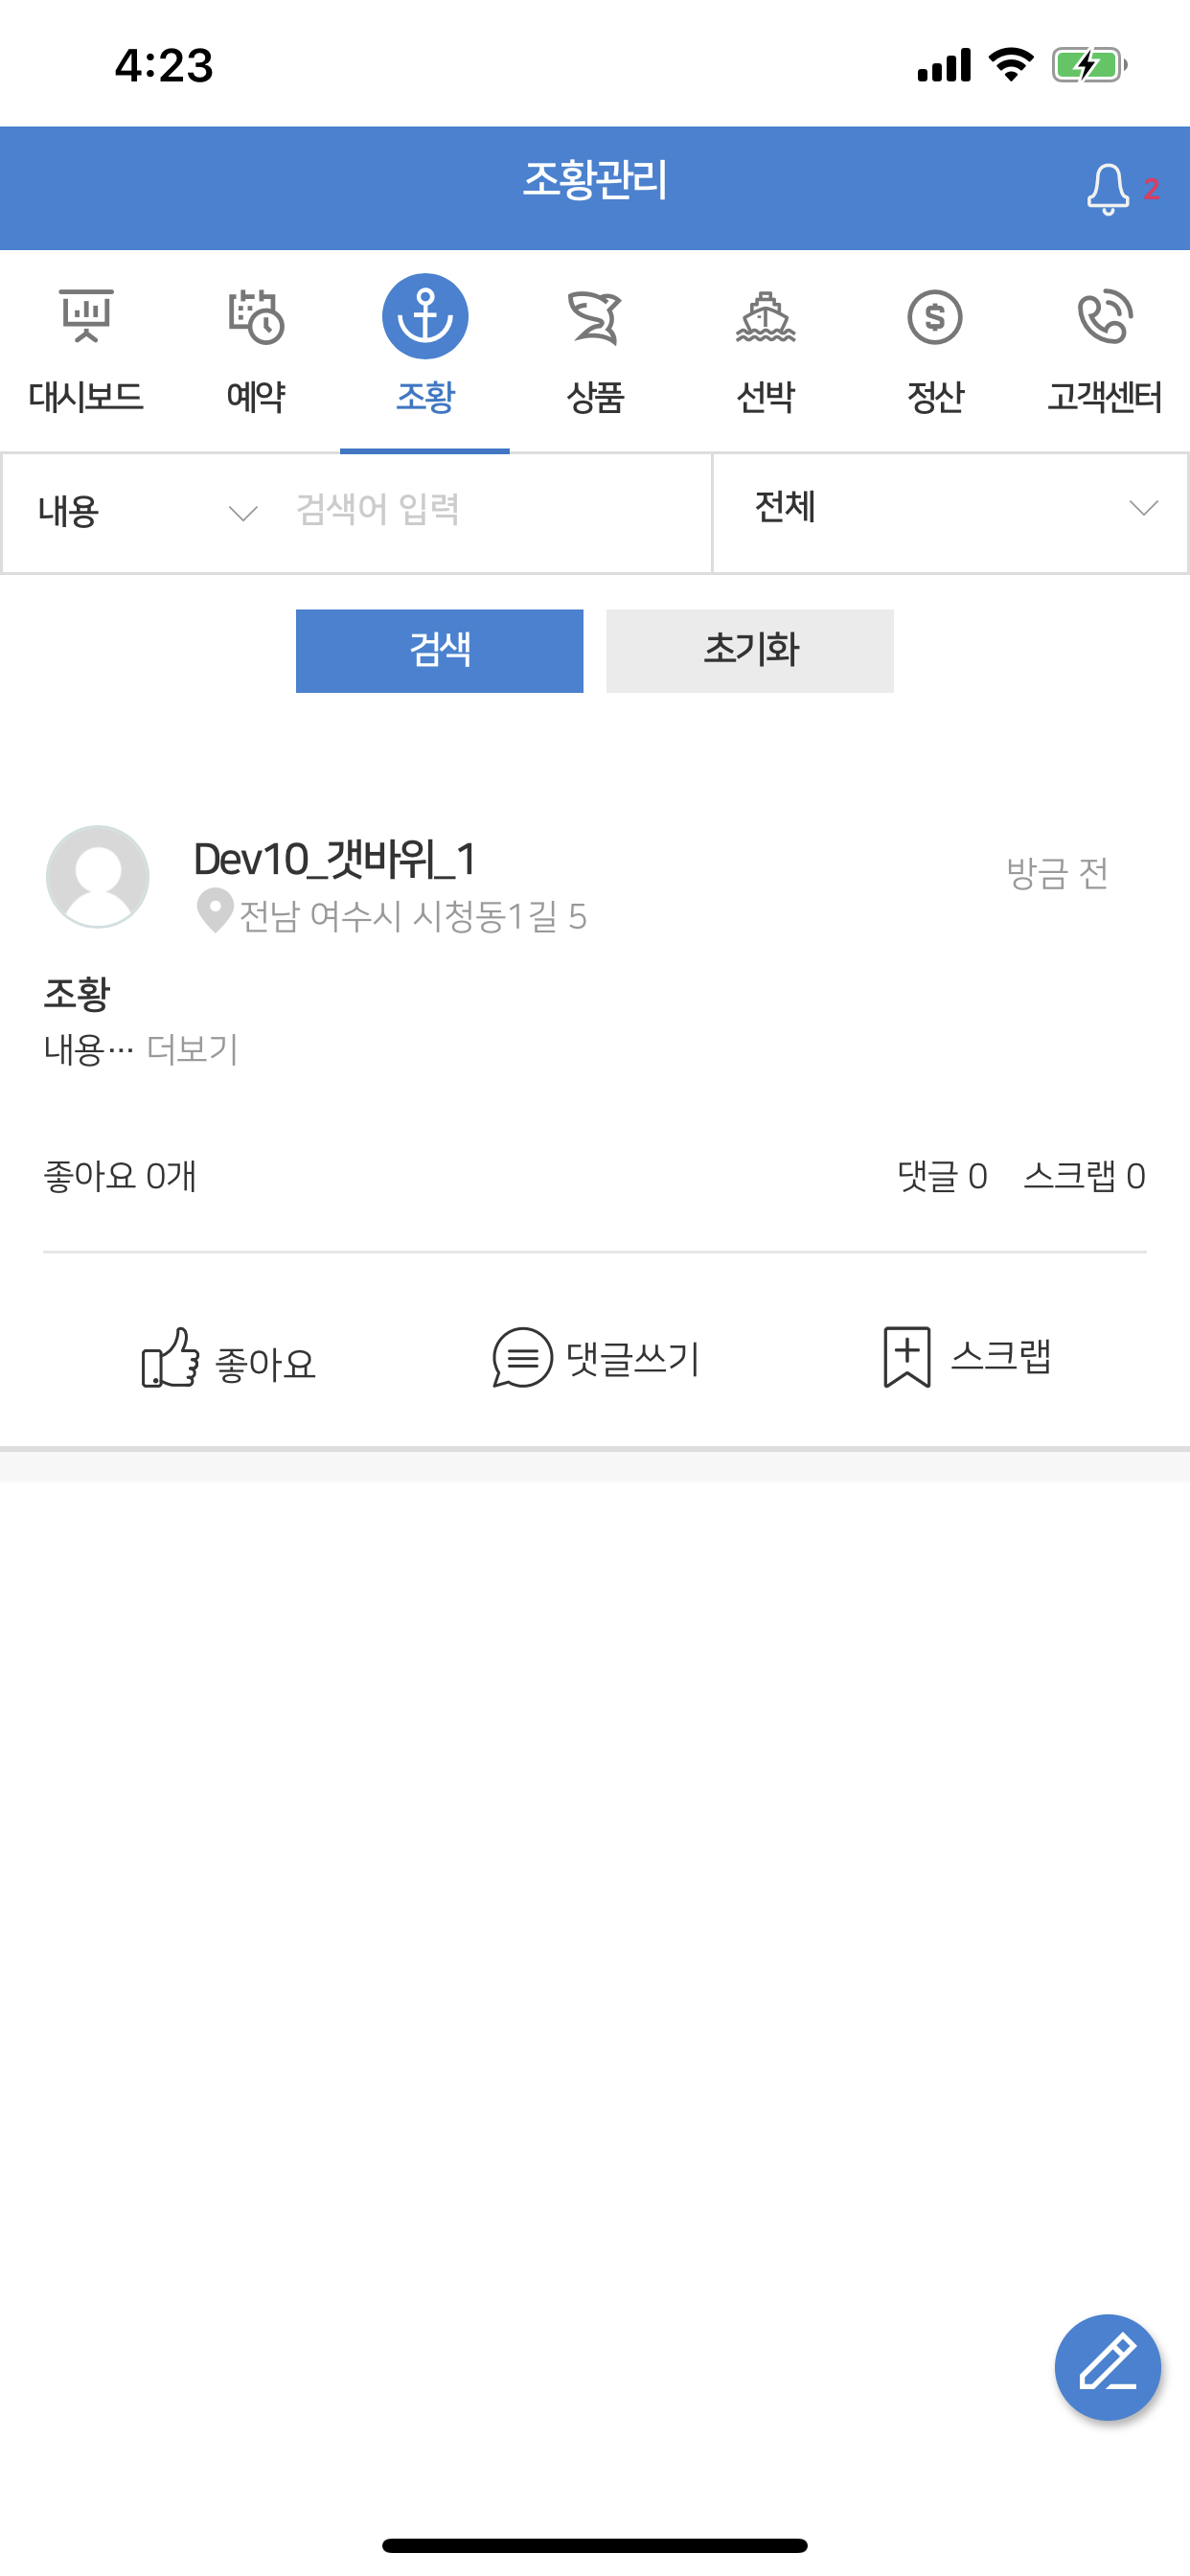 4:23
조황관리
2
대시보드 예약 조황 상품 선박 정산 고객센터
내용 검색어 입력 전체
검색 초기화
Dev10_갯바위_1
방금 전
전남 여수시 시청동1길 5
조황
내용… 더보기
좋아요 0개 댓글 0 스크랩 0
좋아요 댓글쓰기 스크랩